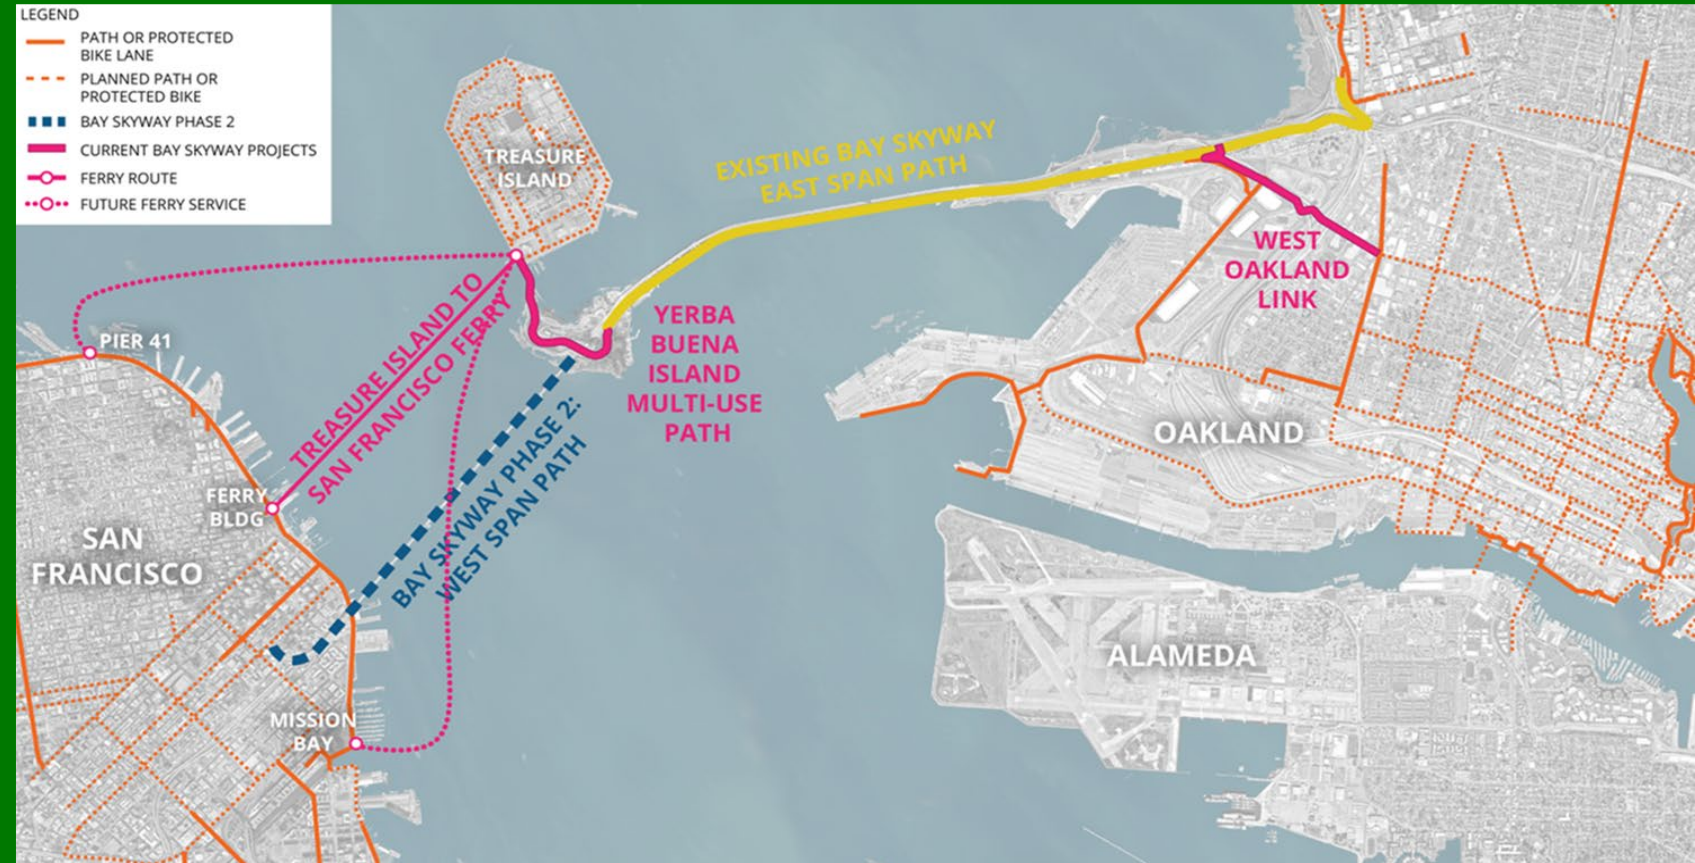 LEGEND
PATH OR PROTECTED
BIKE LANE
PLANNED PATH OR
PROTECTED BIKE
BAY SKYWAY PHASE 2
CURRENT BAY SKYWAY PROJECTS
FERRY ROUTE
FUTURE FERRY SERVICE
TREASURE
ISLAND
EXISTING BAY SKYWAY
EAST SPAN PATH
WEST
OAKLAND
LINK
YERBA
BUENA
ISLAND
MULTI-USE
PATH
PIER 41
TREASURE ISLAND TO
SAN FRANCISCO FERRY
BAY SKYWAY PHASE 2:
WEST SPAN PATH
OAKLAND
FERRY
BLDG
SAN
FRANCISCO
ALAMEDA
MISSION
BAY